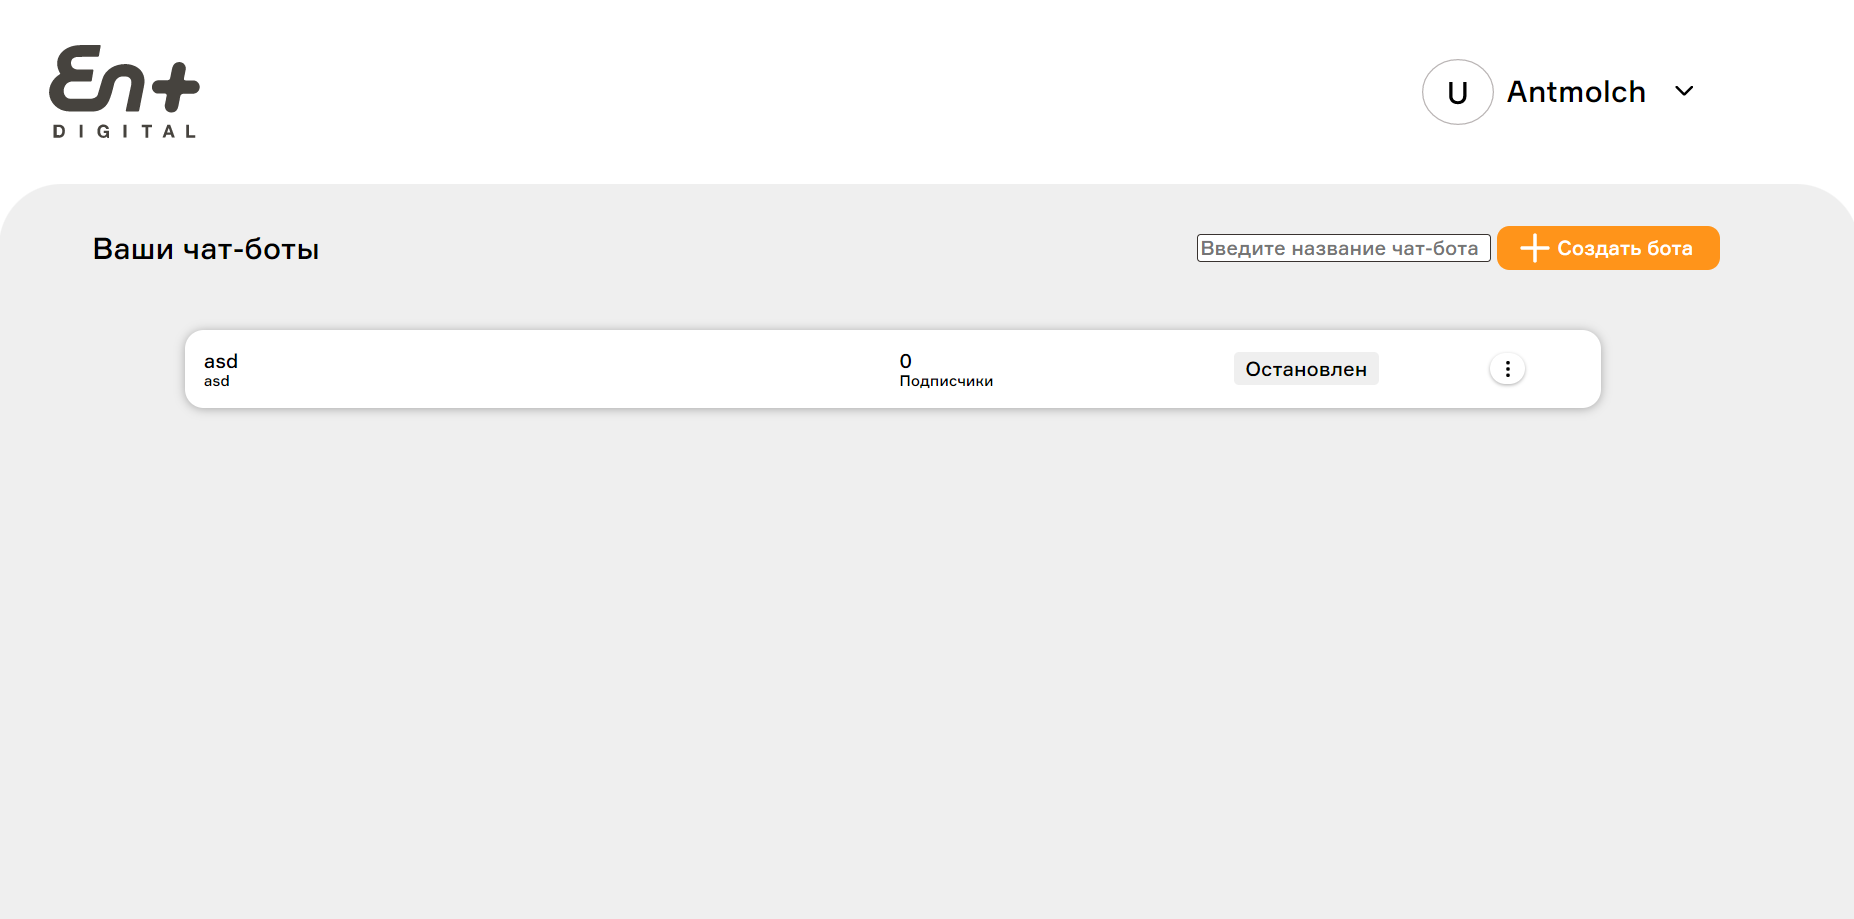 En+
DIGITAL
U
Antmolch
Ваши чат-боты
Введите название чат-бота
Создать бота
asd
asd
0
Подписчики
Остановлен